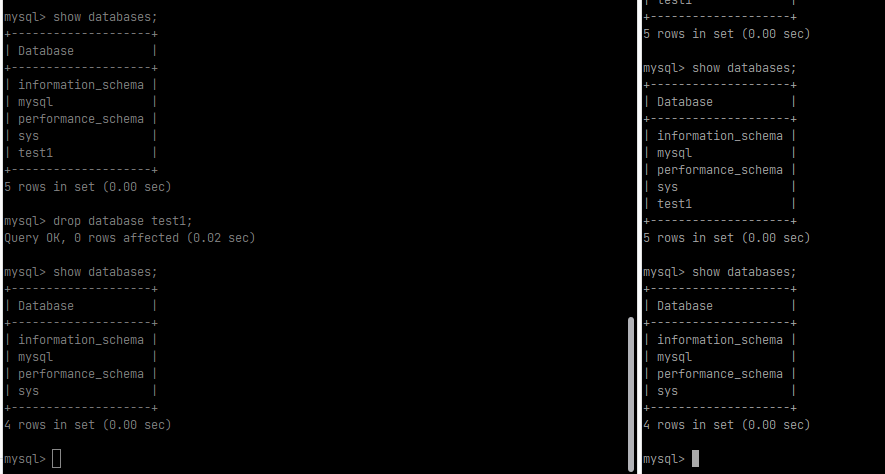 mysql> show databases;
+--------------------+
| Database           |
+--------------------+
| information_schema |
| mysql              |
| performance_schema |
| sys                |
| test1              |
+--------------------+
5 rows in set (0.00 sec)
mysql> drop database test1;
Query OK, 0 rows affected (0.02 sec)
mysql> show databases;
+--------------------+
| Database           |
+--------------------+
| information_schema |
| mysql              |
| performance_schema |
| sys                |
+--------------------+
4 rows in set (0.00 sec)
mysql>
| test1              |
+--------------------+
5 rows in set (0.00 sec)
mysql> show databases;
+--------------------+
| Database           |
+--------------------+
| information_schema |
| mysql              |
| performance_schema |
| sys                |
| test1              |
+--------------------+
5 rows in set (0.00 sec)
mysql> show databases;
+--------------------+
| Database           |
+--------------------+
| information_schema |
| mysql              |
| performance_schema |
| sys                |
+--------------------+
4 rows in set (0.00 sec)
mysql>